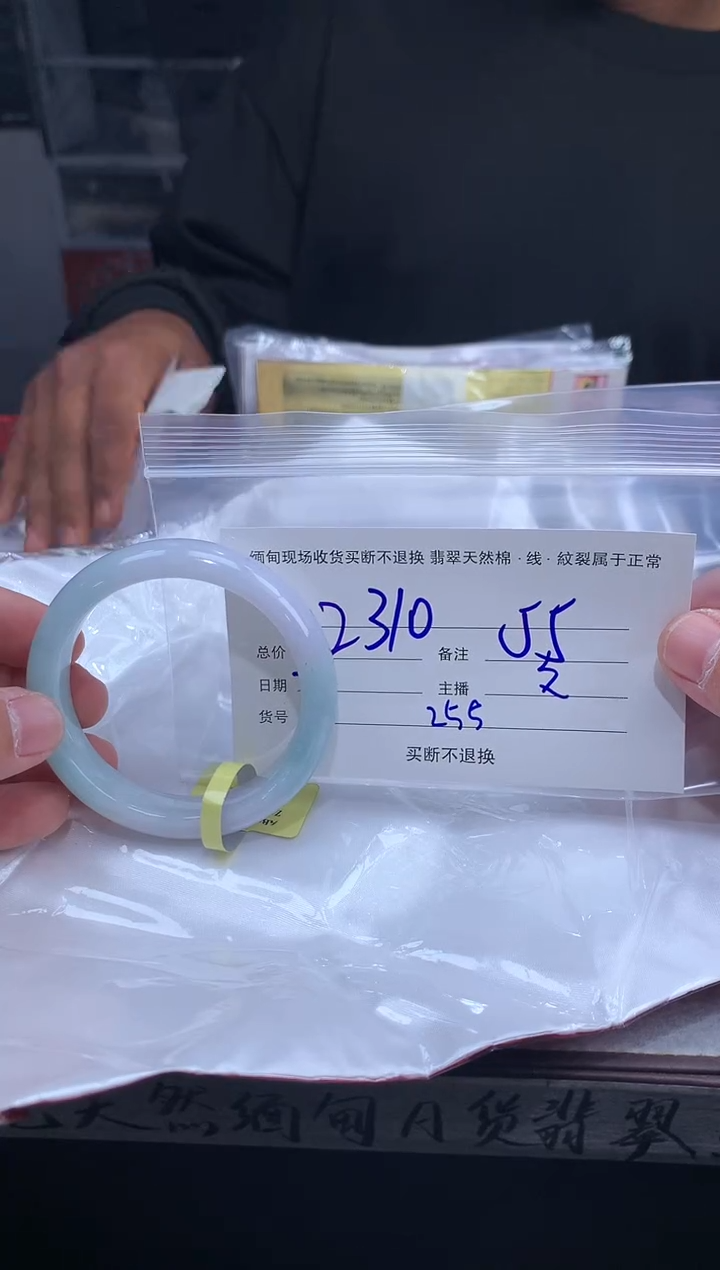 缅甸现场收货买断不退换 翡翠天然棉·线·紋裂属于正常
总价 2310 备注 55
日期 主播 文
货号 255
买断不退换
天然缅甸A货翡翠